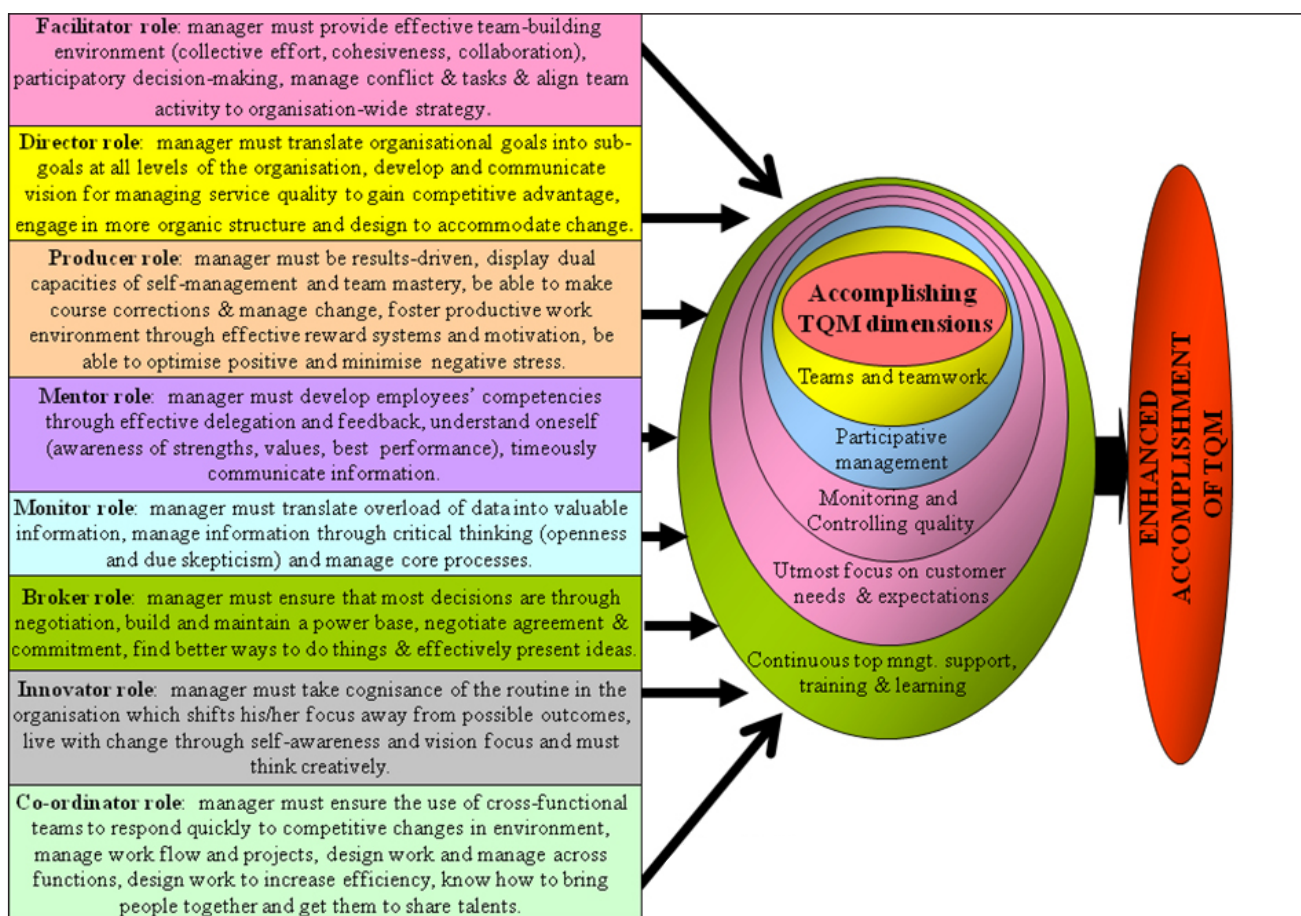 Facilitator role: manager must provide effective team-building
environment (collective effort, cohesiveness, collaboration),
participatory decision-making, manage conflict & tasks & align team
activity to organisation-wide strategy.
Director role: manager must translate organisational goals into sub-
goals at all levels of the organisation, develop and communicate
vision for managing service quality to gain competitive advantage,
engage in more organic structure and design to accommodate change.
Producer role: manager must be results-driven, display dual
capacities of self-management and team mastery, be able to make
course corrections & manage change, foster productive work
environment through effective reward systems and motivation, be
able to optimise positive and minimise negative stress.
Mentor role: manager must develop employees' competencies
through effective delegation and feedback, understand oneself
(awareness of strengths, values, best performance), timeously
communicate information.
Monitor role: manager must translate overload of data into valuable
information, manage information through critical thinking (openness
and due skepticism) and manage core processes.
Broker role: manager must ensure that most decisions are through
negotiation, build and maintain a power base, negotiate agreement &
commitment, find better ways to do things & effectively present ideas.
Innovator role: manager must take cognisance of the routine in the
organisation which shifts his/her focus away from possible outcomes,
live with change through self-awareness and vision focus and must
think creatively.
Co-ordinator role: manager must ensure the use of cross-functional
teams to respond quickly to competitive changes in environment,
manage work flow and projects, design work and manage across
functions, design work to increase efficiency, know how to bring
people together and get them to share talents.
Accomplishing
TQM dimensions
Teams and teamwork
Participative
management
Monitoring and
Controlling quality
Utmost focus on customer
needs & expectations
Continuous top mngt. support,
training & learning
ENHANCED
ACCOMPLISHMENT
OF TQM